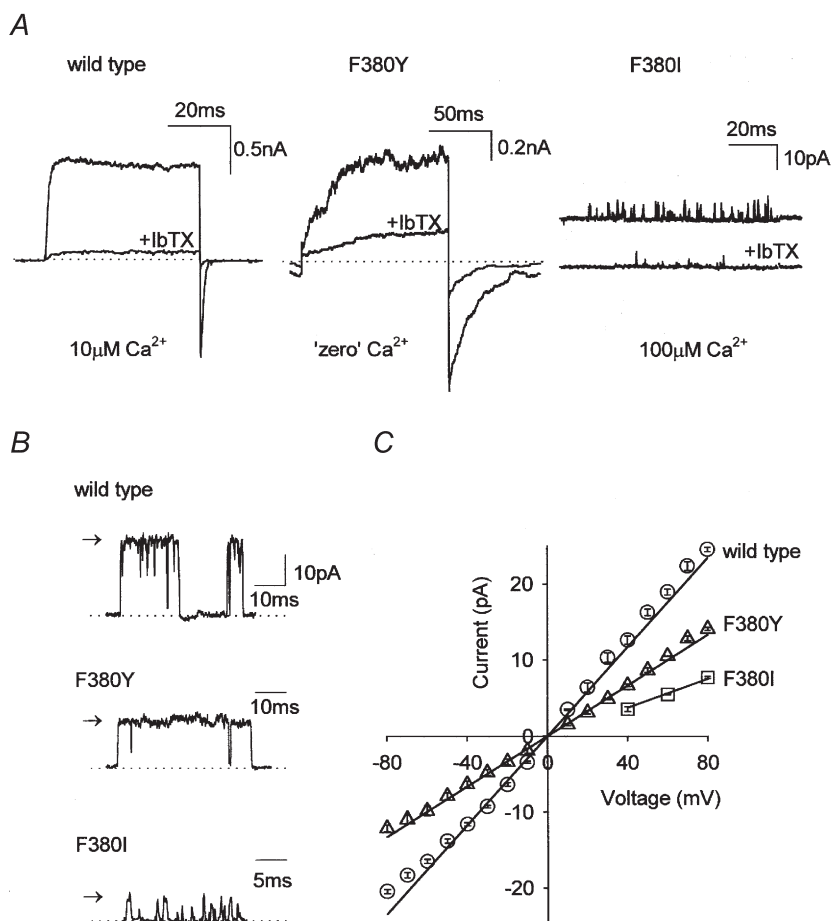 A
wild type
F380Y
F380I
20ms
0.5nA
50ms
0.2nA
20ms
10pA
+IbTX
+IbTX
+IbTX
10µM Ca²⁺
'zero' Ca²⁺
100µM Ca²⁺
B
C
wild type
→
10pA
10ms
F380Y
10ms
→
F380I
5ms
→
Current (pA)
20
10
0
-10
-20
-80
-40
0
40
80
Voltage (mV)
wild type
F380Y
F380I